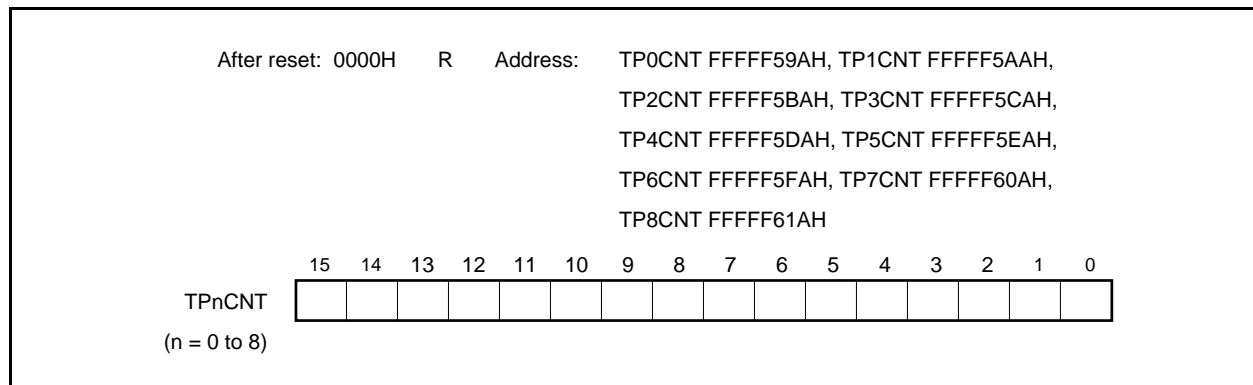 After reset: 0000H R Address: TP0CNT FFFFF59AH, TP1CNT FFFFF5AAH,
TP2CNT FFFFF5BAH, TP3CNT FFFFF5CAH,
TP4CNT FFFFF5DAH, TP5CNT FFFFF5EAH,
TP6CNT FFFFF5FAH, TP7CNT FFFFF60AH,
TP8CNT FFFFF61AH
15 14 13 12 11 10 9 8 7 6 5 4 3 2 1 0
TPnCNT
(n = 0 to 8)